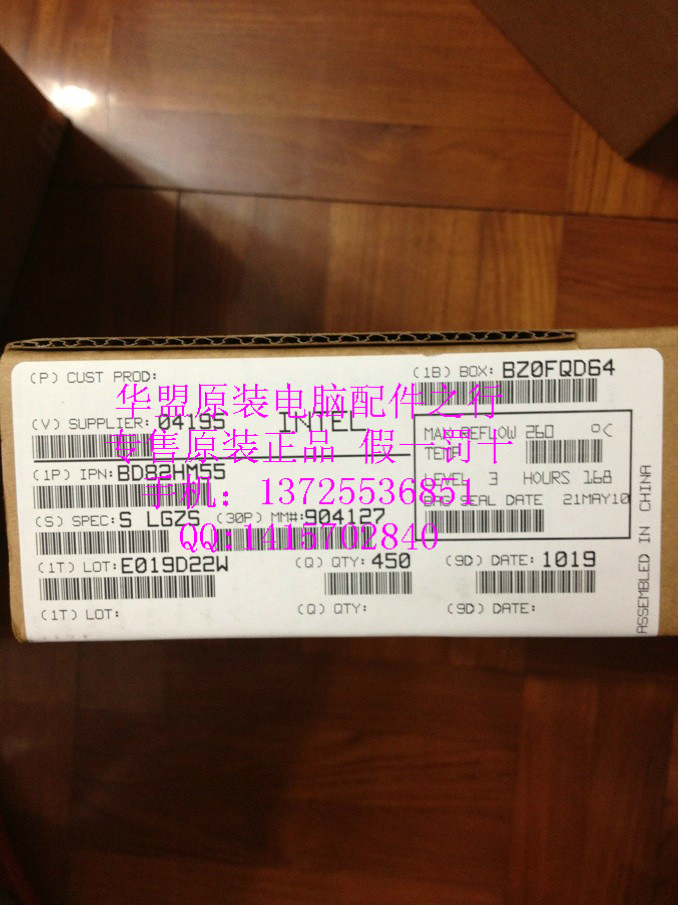 (P) CUST PROD:
(1B) BOX: BZ0FQD64
华盟原装电脑配件之行
(V) SUPPLIER: 04195 INTEL
MAX REFLOW 260 °C
TEMP
专售原装正品 假一罚十
(1P) IPN: BD82HM55
LEVEL 3 HOURS 168
手机: 13725536851
BAG SEAL DATE 21MAY10
(S) SPEC: S LGZS (30P) MM#: 904127
QQ:1415702840
(1T) LOT: E019D22W (Q) QTY: 450 (9D) DATE: 1019
(1T) LOT: (Q) QTY: (9D) DATE:
ASSEMBLED IN CHINA